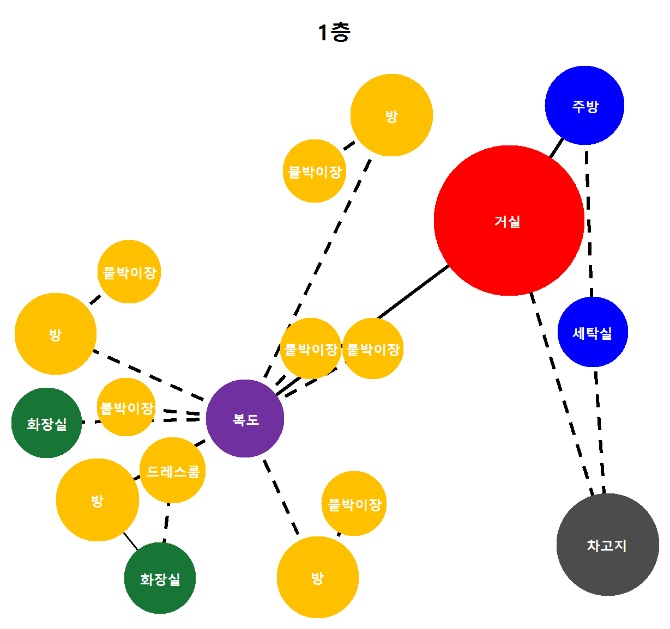 1층
방
주방
붙박이장
거실
붙박이장
방
세탁실
붙박이장
붙박이장
붙박이장
화장실
복도
드레스룸
방
붙박이장
차고지
화장실
방